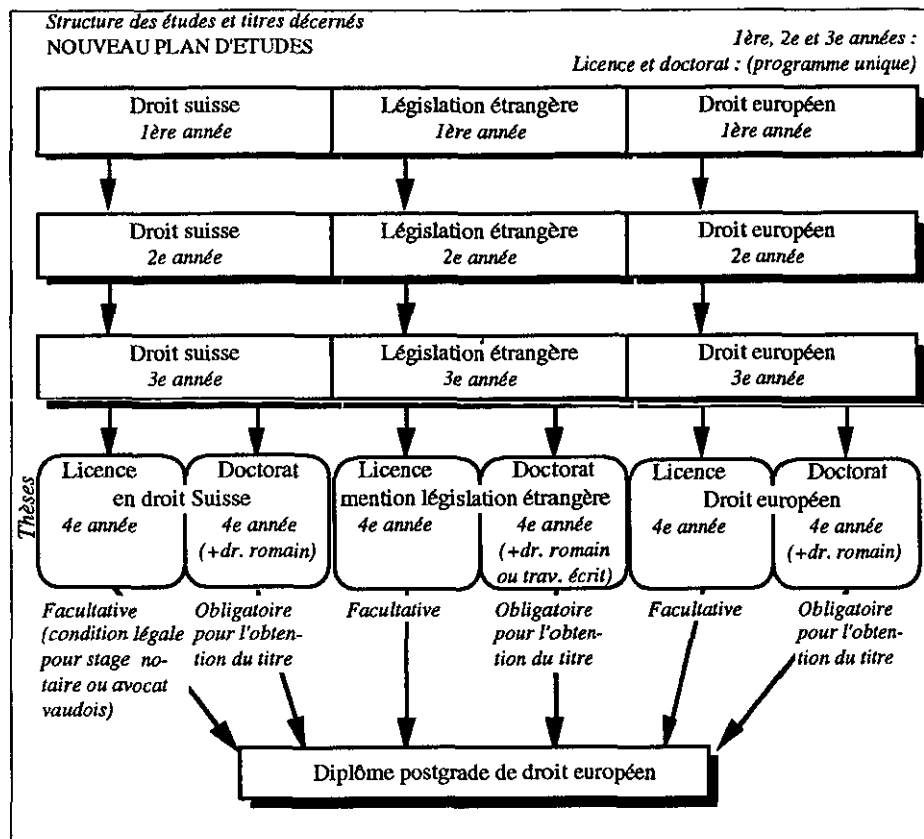 Structure des études et titres décernés
NOUVEAU PLAN D'ETUDES
1ère, 2e et 3e années :
Licence et doctorat : (programme unique)
Droit suisse
1ère année
Législation étrangère
1ère année
Droit européen
1ère année
Droit suisse
2e année
Législation étrangère
2e année
Droit européen
2e année
Droit suisse
3e année
Législation étrangère
3e année
Droit européen
3e année
Thèses
Licence Doctorat
en droit Suisse
4e année
4e année
(+dr. romain)
Licence Doctorat
mention législation étrangère
4e année
4e année
(+dr. romain
ou trav. écrit)
Licence Doctorat
Droit européen
4e année
4e année
(+dr. romain)
Facultative
(condition légale
pour stage no-
taire ou avocat
vaudois)
Obligatoire
pour l'obten-
tion du titre
Facultative
Obligatoire
pour l'obten-
tion du titre
Facultative
Obligatoire
pour l'obten-
tion du titre
Diplôme postgrade de droit européen